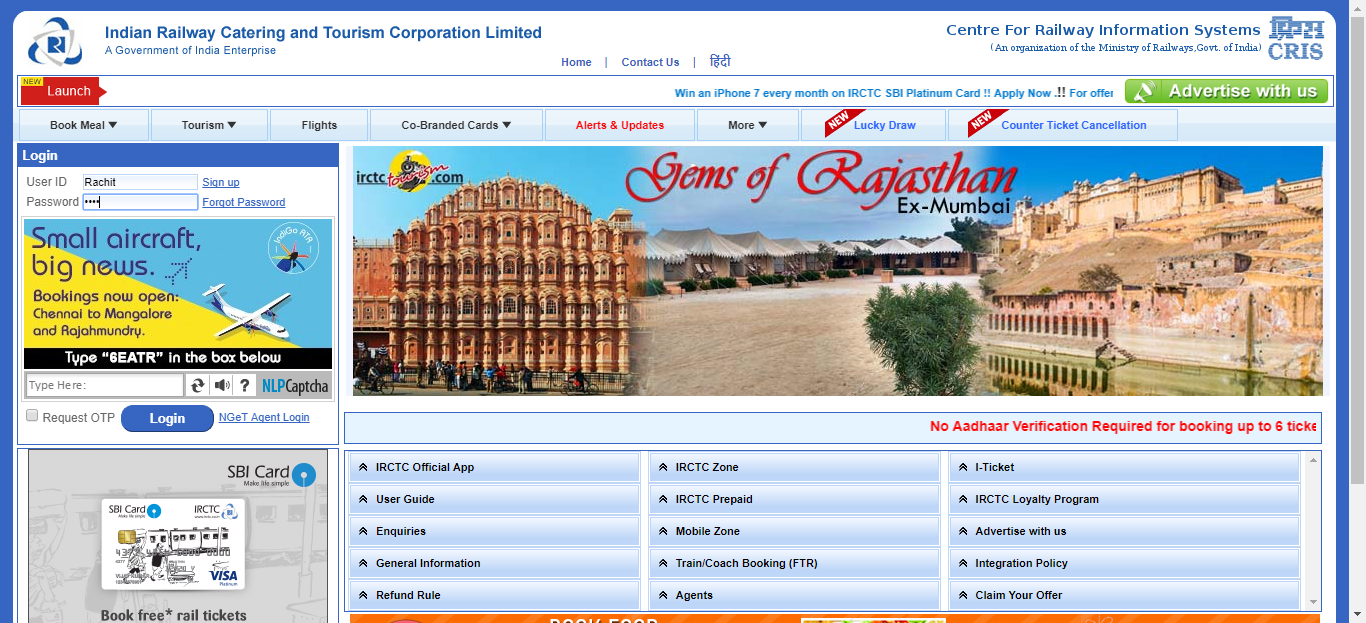 Indian Railway Catering and Tourism Corporation Limited
A Government of India Enterprise
Centre For Railway Information Systems
(An organization of the Ministry of Railways,Govt. of India)
CRIS
Home | Contact Us | हिंदी
NEW
Launch
Win an iPhone 7 every month on IRCTC SBI Platinum Card !! Apply Now .!! For offer
Advertise with us
Book Meal Tourism Flights Co-Branded Cards Alerts & Updates More NEW Lucky Draw NEW Counter Ticket Cancellation
Login
User ID Rachit Sign up
Password •••• Forgot Password
Small aircraft,
big news.
IndiGo ATR
Bookings now open:
Chennai to Mangalore
and Rajahmundry.
Type “6EATR” in the box below
Type Here: ? NLPCaptcha
Request OTP Login NGeT Agent Login
irctc tourism.com
Gems of Rajasthan
Ex-Mumbai
No Aadhaar Verification Required for booking up to 6 ticke
SBI Card
Make life simple
SBI Card IRCTC
Make life simple
VISA
Platinum
Book free* rail tickets
IRCTC Official App IRCTC Zone I-Ticket
User Guide IRCTC Prepaid IRCTC Loyalty Program
Enquiries Mobile Zone Advertise with us
General Information Train/Coach Booking (FTR) Integration Policy
Refund Rule Agents Claim Your Offer
BOOK FOOD